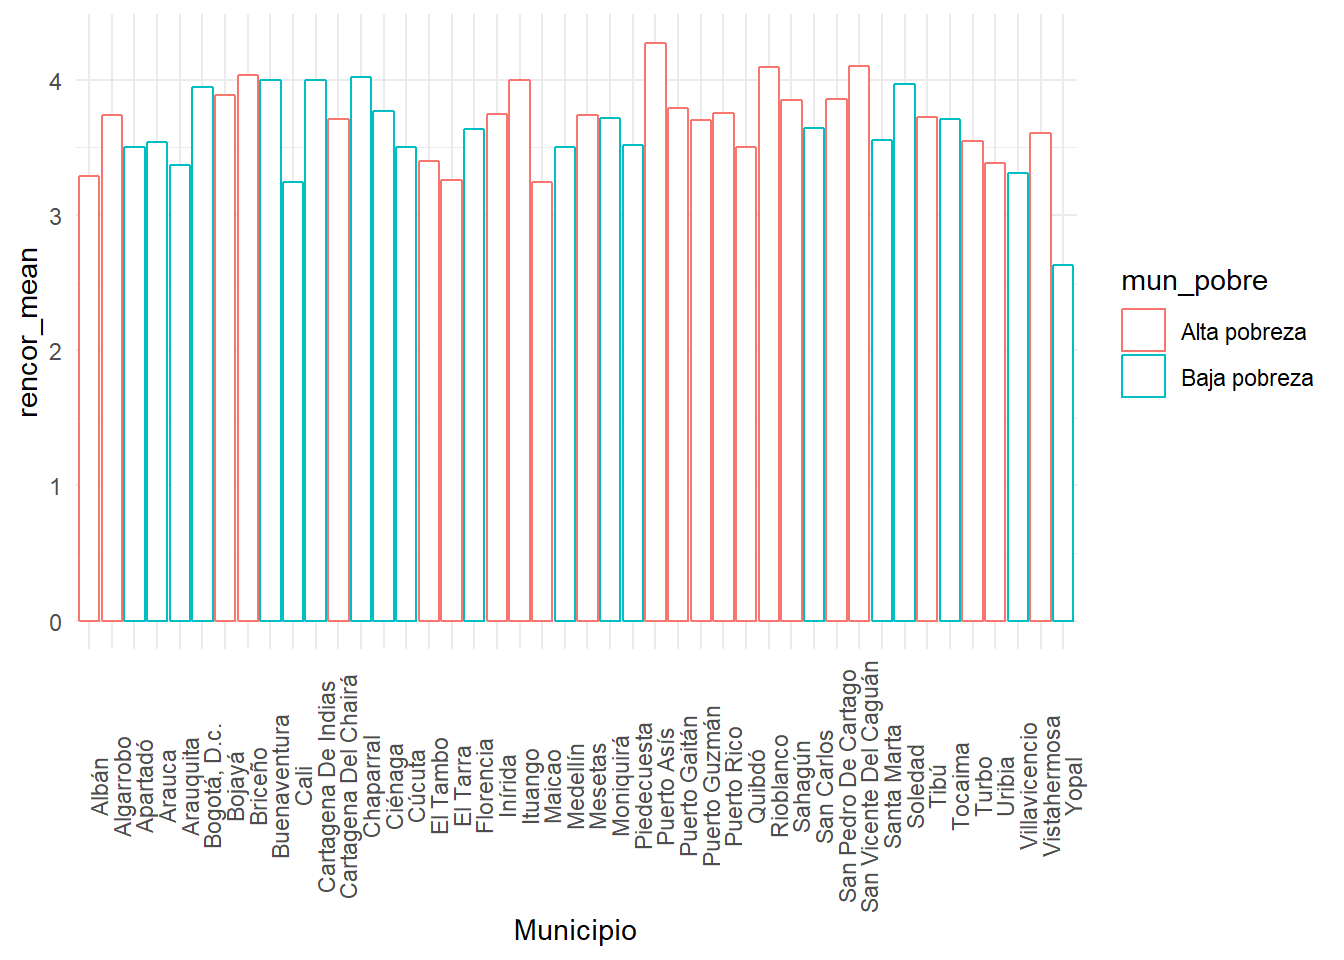 rencor_mean
4
3
2
1
0
Albán
Algarrobo
Apartadó
Arauca
Arauquita
Bogotá, D.c.
Bojayá
Briceño
Buenaventura
Cali
Cartagena De Indias
Cartagena Del Chairá
Chaparral
Ciénaga
Cúcuta
El Tambo
El Tarra
Florencia
Inírida
Ituango
Maicao
Medellín
Mesetas
Moniquirá
Piedecuesta
Puerto Asís
Puerto Gaitán
Puerto Guzmán
Puerto Rico
Quibdó
Rioblanco
Sahagún
San Carlos
San Pedro De Cartago
San Vicente Del Caguán
Santa Marta
Soledad
Tibú
Tocaima
Turbo
Uribia
Villavicencio
Vistahermosa
Yopal
Municipio
mun_pobre
Alta pobreza
Baja pobreza